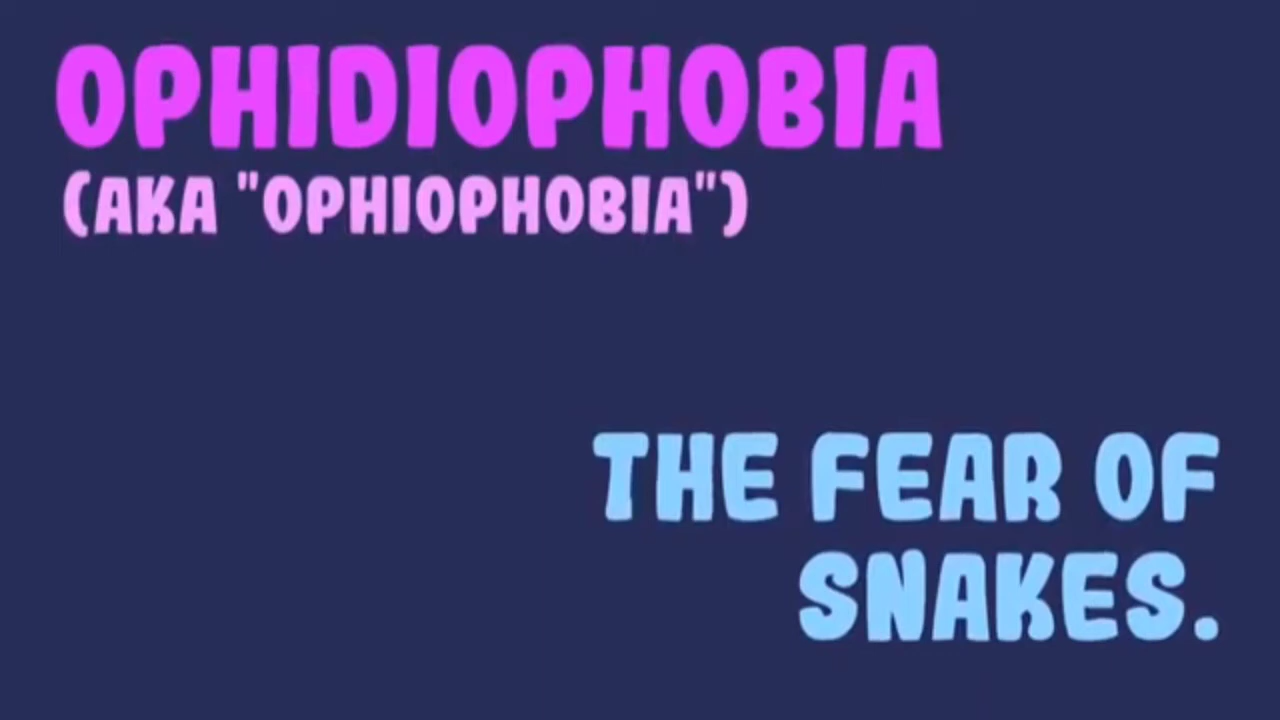 OPHIDIOPHOBIA
(AKA "OPHIOPHOBIA")
THE FEAR OF
SNAKES.